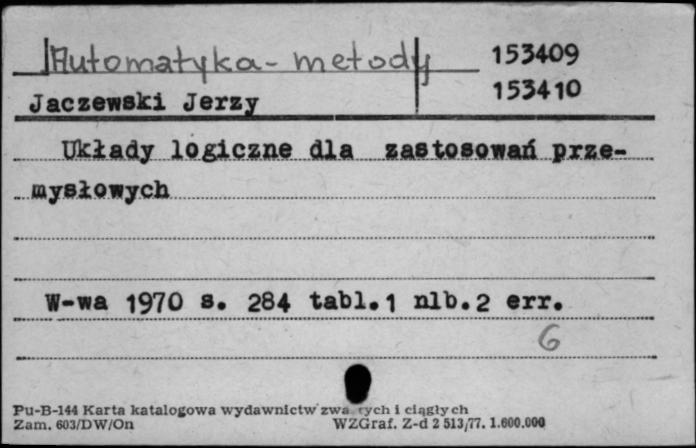 Automatyka - metody 153409
Jaczewski Jerzy 153410
Układy logiczne dla zastosowań prze-
mysłowych
W-wa 1970 s. 284 tabl.1 nlb.2 err.
6
Pu-B-144 Karta katalogowa wydawnictw zwa tych i ciągłych
Zam. 603/DW/On WZGraf. Z-d 2 513/77. 1.600.000